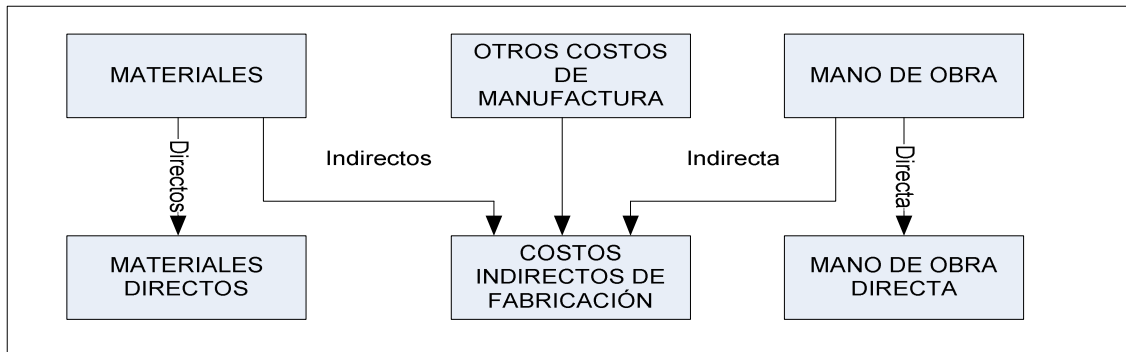 MATERIALES
OTROS COSTOS
DE
MANUFACTURA
MANO DE OBRA
Directos
Indirectos
Indirecta
Directa
MATERIALES
DIRECTOS
COSTOS
INDIRECTOS DE
FABRICACIÓN
MANO DE OBRA
DIRECTA